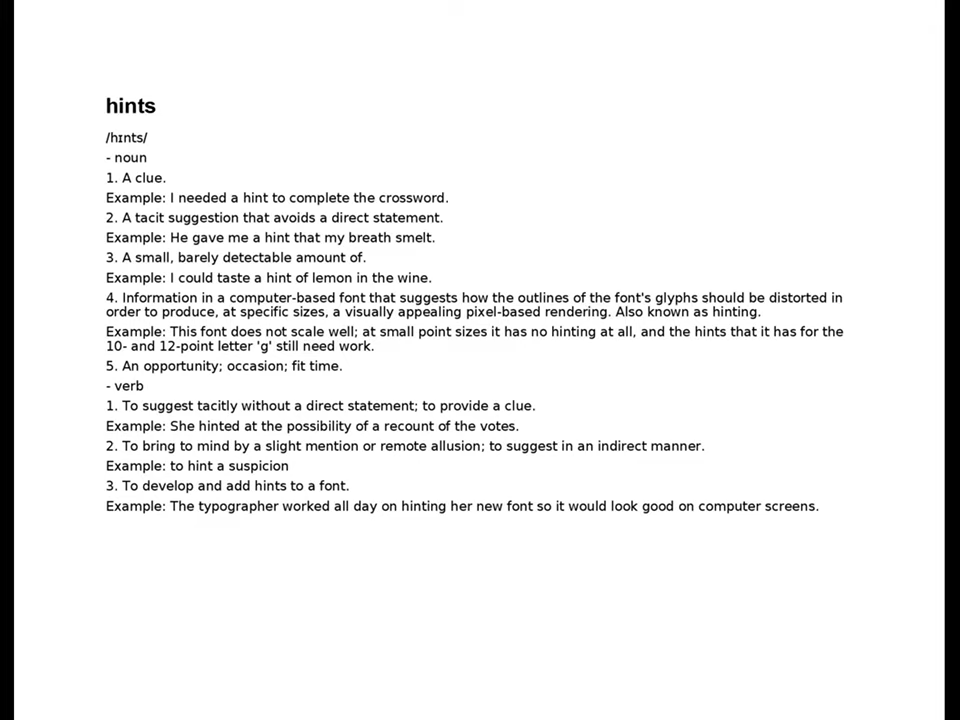 hints
/hɪnts/
- noun
1. A clue.
Example: I needed a hint to complete the crossword.
2. A tacit suggestion that avoids a direct statement.
Example: He gave me a hint that my breath smelt.
3. A small, barely detectable amount of.
Example: I could taste a hint of lemon in the wine.
4. Information in a computer-based font that suggests how the outlines of the font's glyphs should be distorted in
order to produce, at specific sizes, a visually appealing pixel-based rendering. Also known as hinting.
Example: This font does not scale well; at small point sizes it has no hinting at all, and the hints that it has for the
10- and 12-point letter 'g' still need work.
5. An opportunity; occasion; fit time.
- verb
1. To suggest tacitly without a direct statement; to provide a clue.
Example: She hinted at the possibility of a recount of the votes.
2. To bring to mind by a slight mention or remote allusion; to suggest in an indirect manner.
Example: to hint a suspicion
3. To develop and add hints to a font.
Example: The typographer worked all day on hinting her new font so it would look good on computer screens.